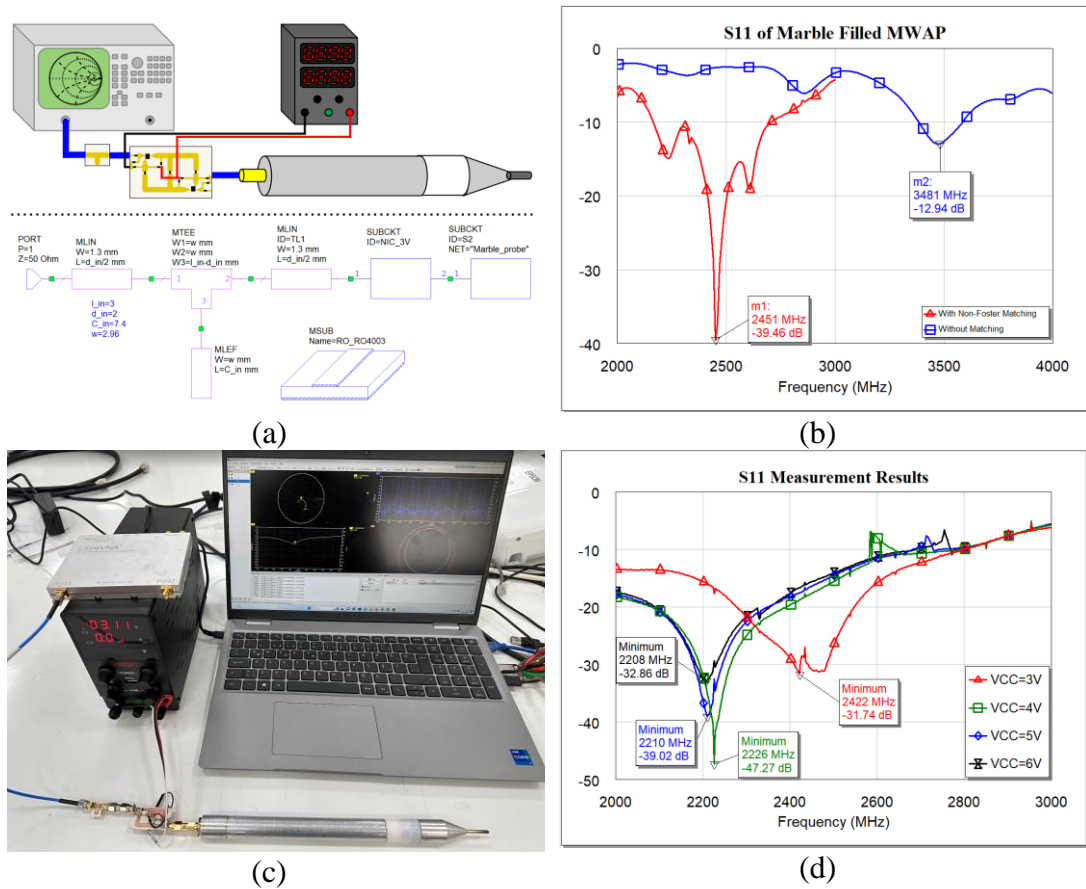 PORT
P=1
Z=50 Ohm
MLIN
W=1.3 mm
L=d_in/2 mm
MTEE
W1=w mm
W2=w mm
W3=l_in-d_in mm
MLIN
ID=TL1
W=1.3 mm
L=d_in/2 mm
SUBCKT
ID=NIC_3V
SUBCKT
ID=S2
NET="Marble_probe"
1
2
3
1
2
1
l_in=3
d_in=2
C_in=7.4
w=2.96
MLEF
W=w mm
L=C_in mm
MSUB
Name=RO_RO4003
(a)
S11 of Marble Filled MWAP
0
-10
-20
-30
-40
m2:
3481 MHz
-12.94 dB
m1:
2451 MHz
-39.46 dB
With Non-Foster Matching
Without Matching
2000
2500
3000
3500
4000
Frequency (MHz)
(b)
03.11
0.0
(c)
S11 Measurement Results
0
-10
-20
-30
-40
-50
Minimum
2208 MHz
-32.86 dB
Minimum
2210 MHz
-39.02 dB
Minimum
2226 MHz
-47.27 dB
Minimum
2422 MHz
-31.74 dB
VCC=3V
VCC=4V
VCC=5V
VCC=6V
2000
2200
2400
2600
2800
3000
Frequency (MHz)
(d)